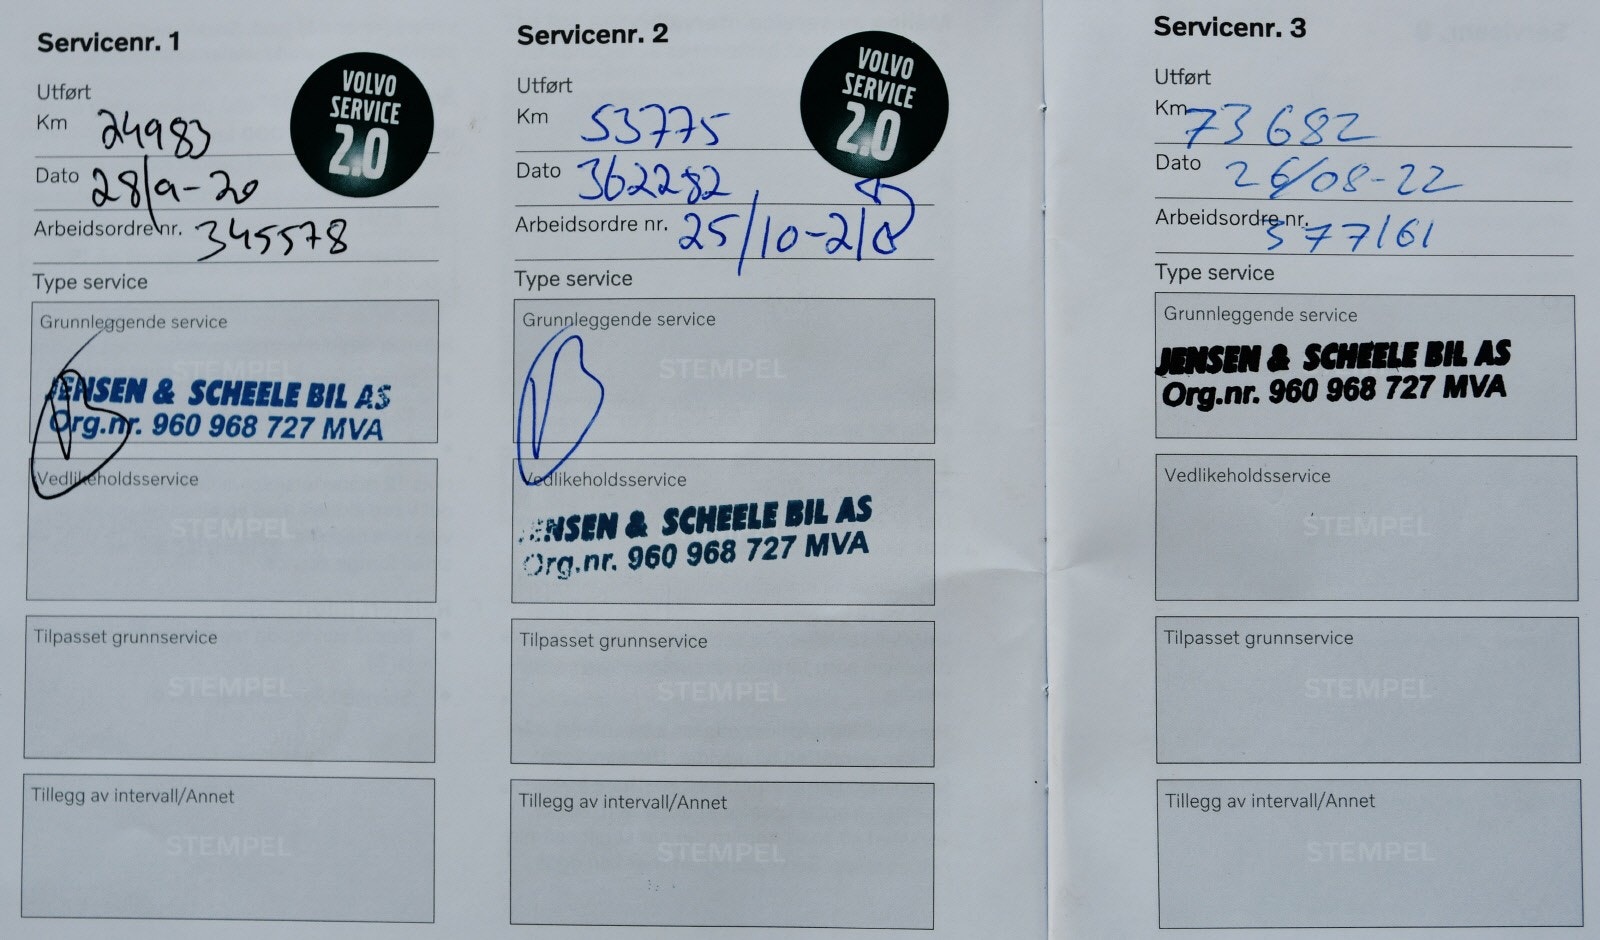 Servicenr. 1
VOLVO
SERVICE
2.0
Utført
Km 24983
Dato 28/9-20
Arbeidsordre nr. 345578
Type service
Grunnleggende service
STEMPEL
JENSEN & SCHEELE BIL AS
Org.nr. 960 968 727 MVA
Vedlikeholdsservice
STEMPEL
Tilpasset grunnservice
STEMPEL
Tillegg av intervall/Annet
STEMPEL
Servicenr. 2
VOLVO
SERVICE
2.0
Utført
Km 53775
Dato 362282
Arbeidsordre nr. 25/10-21
Type service
Grunnleggende service
STEMPEL
Vedlikeholdsservice
JENSEN & SCHEELE BIL AS
Org.nr. 960 968 727 MVA
Tilpasset grunnservice
STEMPEL
Tillegg av intervall/Annet
STEMPEL
Servicenr. 3
Utført
Km 73682
Dato 26/08-22
Arbeidsordre nr. 377161
Type service
Grunnleggende service
JENSEN & SCHEELE BIL AS
Org.nr. 960 968 727 MVA
Vedlikeholdsservice
STEMPEL
Tilpasset grunnservice
STEMPEL
Tillegg av intervall/Annet
STEMPEL